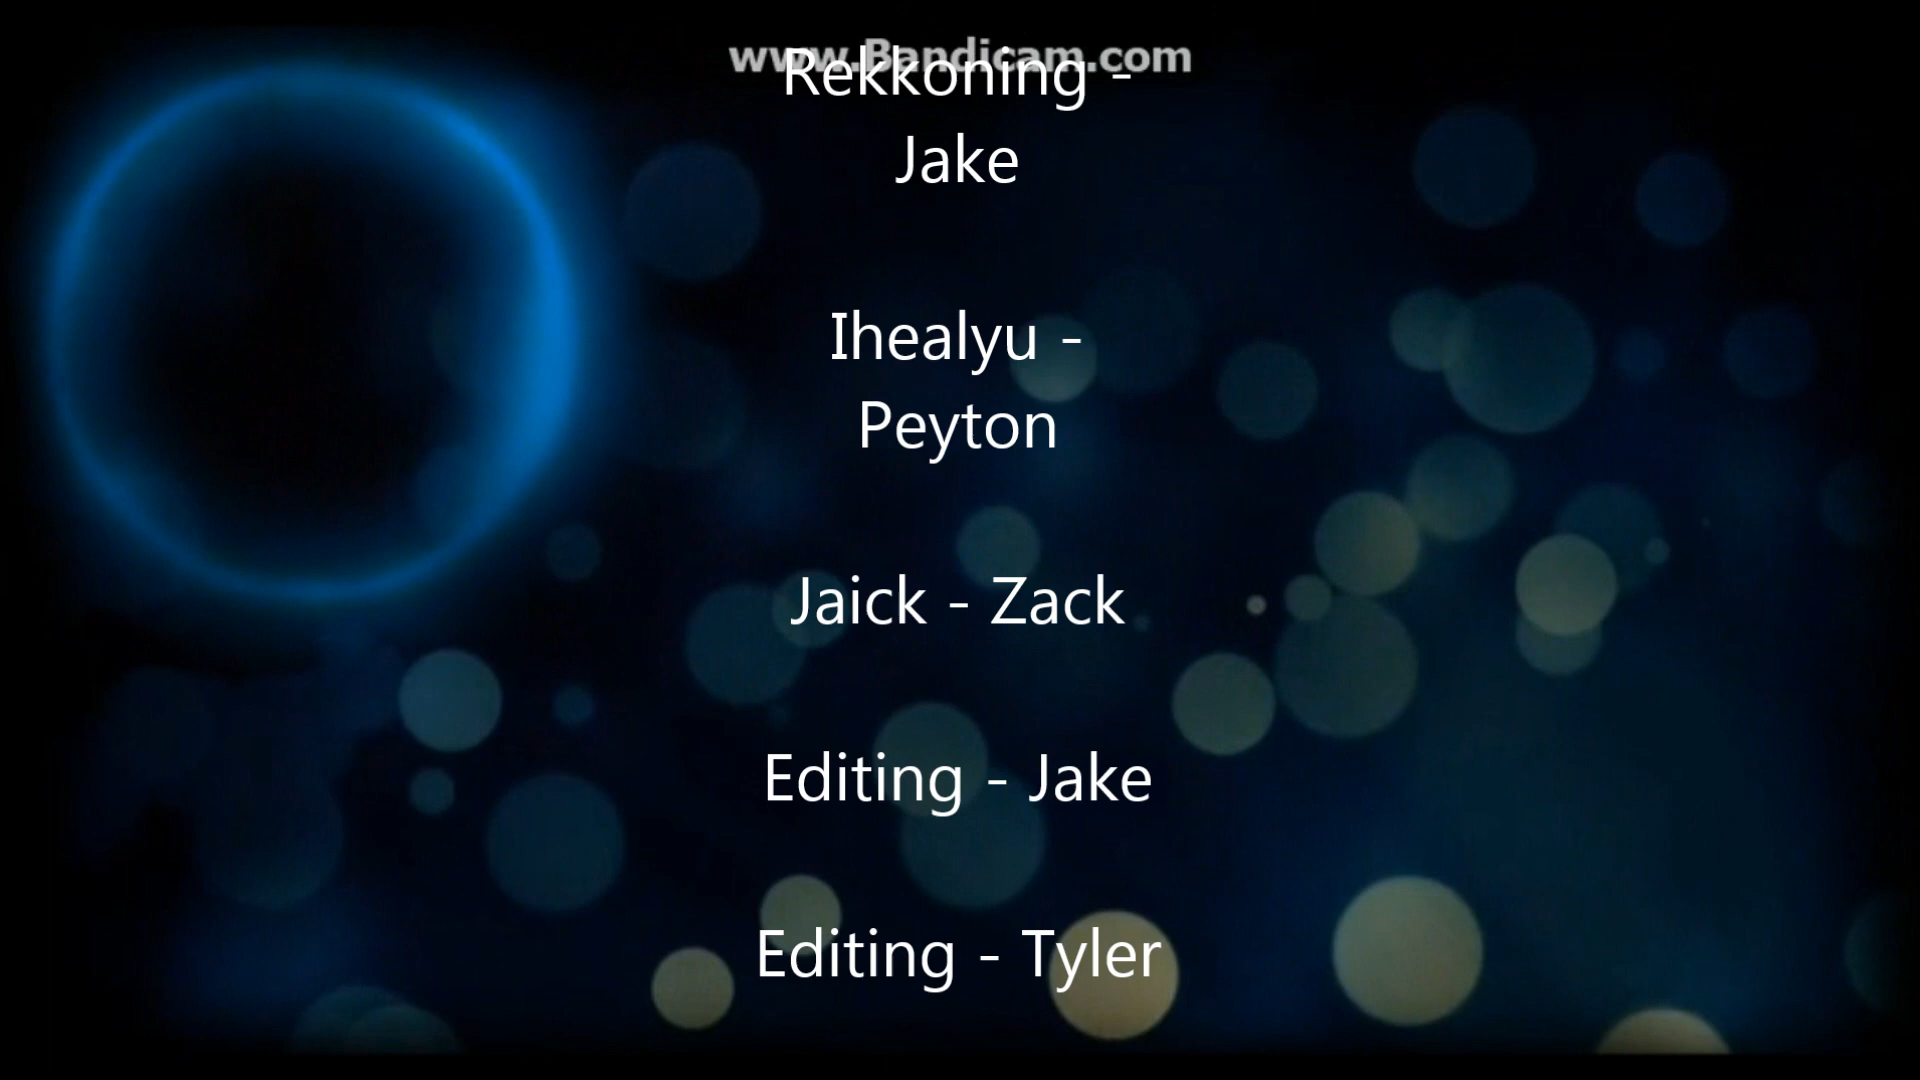 www.Bandicam.com
Rekkoning -
Jake
Ihealyu -
Peyton
Jaick - Zack
Editing - Jake
Editing - Tyler